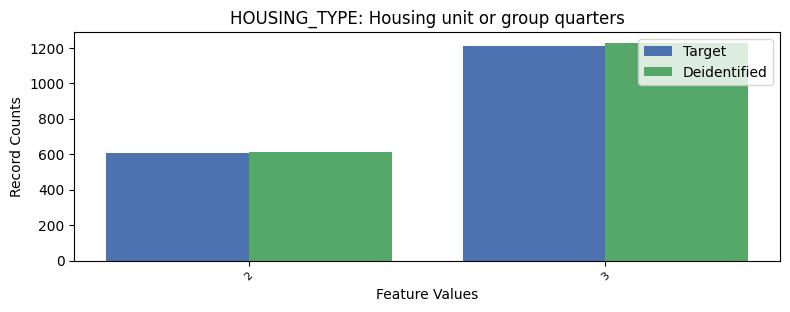 HOUSING_TYPE: Housing unit or group quarters
Target
Deidentified
Record Counts
1200
1000
800
600
400
200
0
2
3
Feature Values